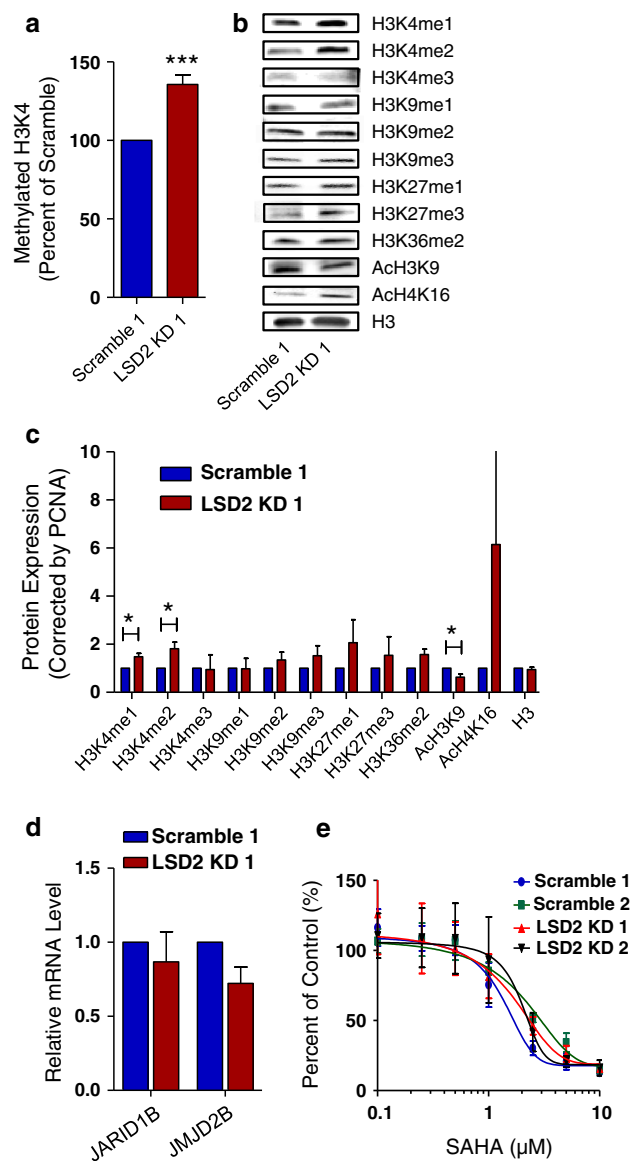 a
Methylated H3K4
(Percent of Scramble)
150
100
50
0
***
Scramble 1
LSD2 KD 1
b
H3K4me1
H3K4me2
H3K4me3
H3K9me1
H3K9me2
H3K9me3
H3K27me1
H3K27me3
H3K36me2
AcH3K9
AcH4K16
H3
Scramble 1
LSD2 KD 1
c
Protein Expression
(Corrected by PCNA)
10
8
6
4
2
0
Scramble 1
LSD2 KD 1
*
*
*
H3K4me1
H3K4me2
H3K4me3
H3K9me1
H3K9me2
H3K9me3
H3K27me1
H3K27me3
H3K36me2
AcH3K9
AcH4K16
H3
d
Scramble 1
LSD2 KD 1
Relative mRNA Level
1.5
1.0
0.5
0.0
JARID1B
JMJD2B
e
Percent of Control (%)
150
100
50
0
Scramble 1
Scramble 2
LSD2 KD 1
LSD2 KD 2
0.1
1
10
SAHA (µM)